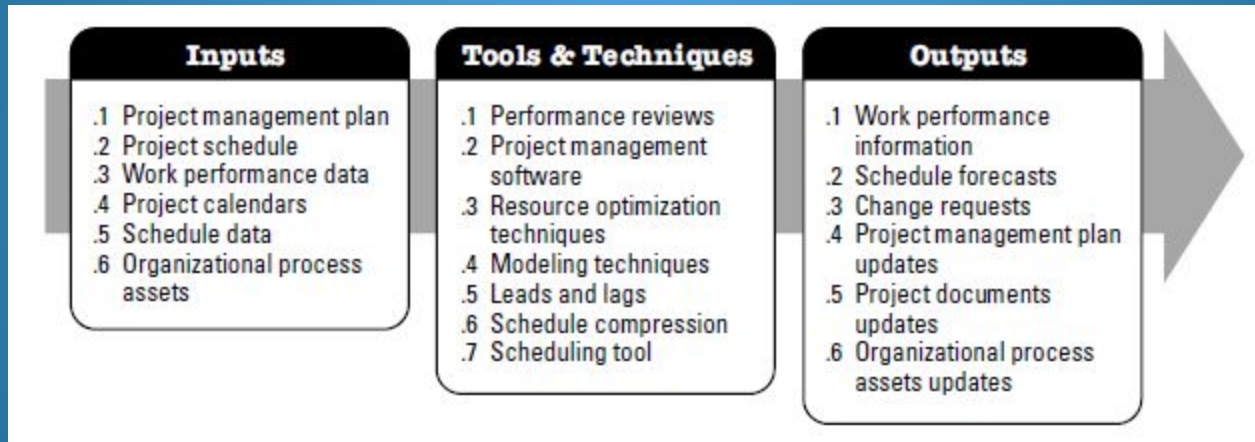 Inputs
.1 Project management plan
.2 Project schedule
.3 Work performance data
.4 Project calendars
.5 Schedule data
.6 Organizational process
assets
Tools & Techniques
.1 Performance reviews
.2 Project management
software
.3 Resource optimization
techniques
.4 Modeling techniques
.5 Leads and lags
.6 Schedule compression
.7 Scheduling tool
Outputs
.1 Work performance
information
.2 Schedule forecasts
.3 Change requests
.4 Project management plan
updates
.5 Project documents
updates
.6 Organizational process
assets updates